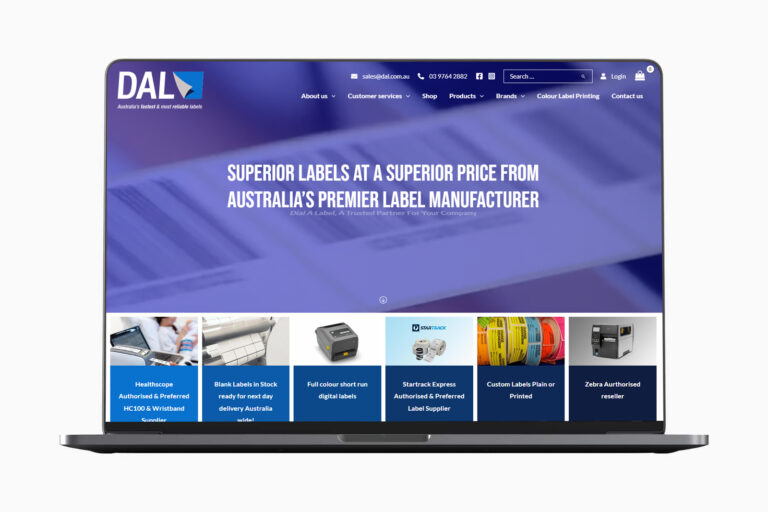 DAL
Australia's fastest & most reliable labels
sales@dal.com.au 03 9764 2882 Search ... Login 0
About us Customer services Shop Products Brands Colour Label Printing Contact us
SUPERIOR LABELS AT A SUPERIOR PRICE FROM
AUSTRALIA'S PREMIER LABEL MANUFACTURER
Dial A Label, A Trusted Partner For Your Company
STARTRACK
Healthscope
Authorised & Preferred
HC100 & Wristband
Supplier
Blank Labels in Stock
ready for next day
delivery Australia
wide!
Full colour short run
digital labels
Startrack Express
Authorised & Preferred
Label Supplier
Custom Labels Plain or
Printed
Zebra Aurthorised
reseller